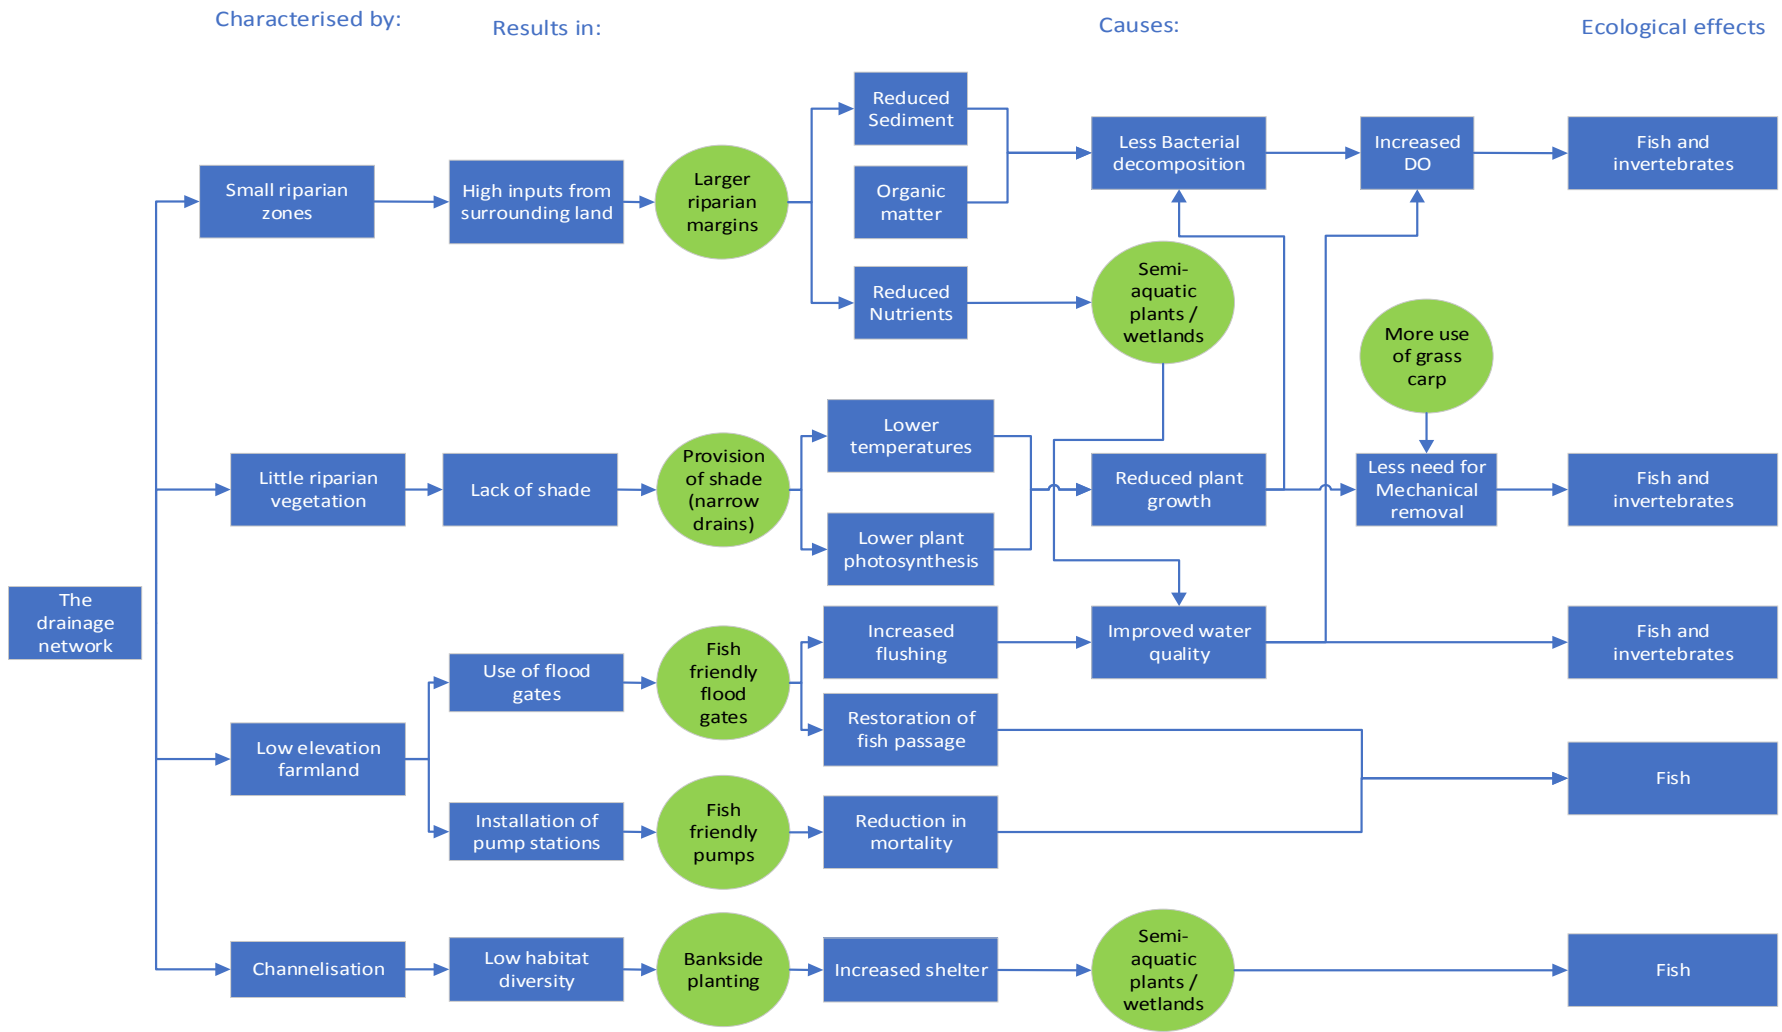 Characterised by:
Results in:
Causes:
Ecological effects
Reduced
Sediment
Less Bacterial
decomposition
Increased
DO
Fish and
invertebrates
Small riparian
zones
High inputs from
surrounding land
Larger
riparian
margins
Organic
matter
Reduced
Nutrients
Semi-
aquatic
plants /
wetlands
More use
of grass
carp
Lower
temperatures
Little riparian
vegetation
Lack of shade
Provision
of shade
(narrow
drains)
Reduced plant
growth
Less need for
Mechanical
removal
Fish and
invertebrates
Lower plant
photosynthesis
The
drainage
network
Increased
flushing
Improved water
quality
Fish and
invertebrates
Use of flood
gates
Fish
friendly
flood
gates
Restoration of
fish passage
Low elevation
farmland
Fish
Installation of
pump stations
Fish
friendly
pumps
Reduction in
mortality
Channelisation
Low habitat
diversity
Bankside
planting
Increased shelter
Semi-
aquatic
plants /
wetlands
Fish